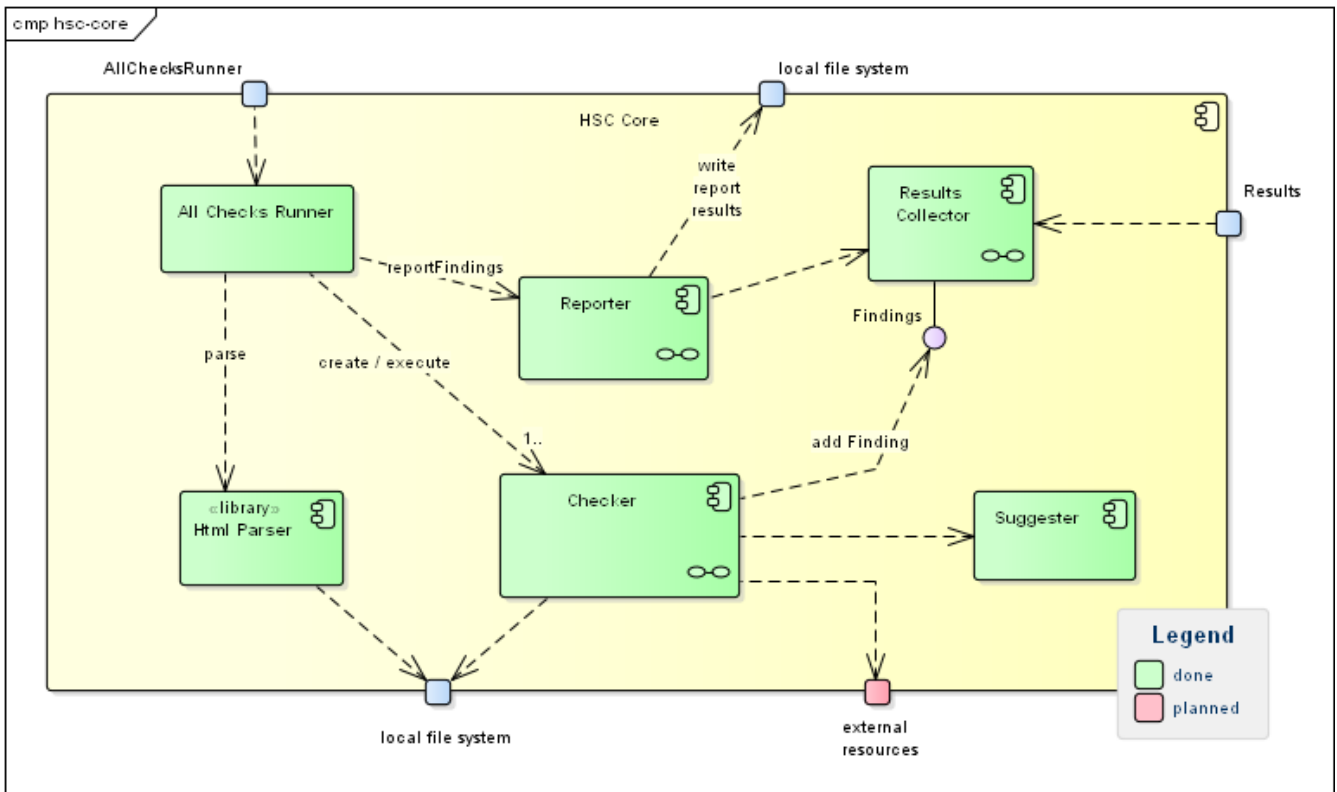 cmp hsc-core
AllChecksRunner
local file system
HSC Core
write
report
results
Results
Collector
Results
All Checks Runner
reportFindings
Reporter
Findings
parse
create / execute
1..
add Finding
«library»
Html Parser
Checker
Suggester
Legend
done
planned
local file system
external
resources